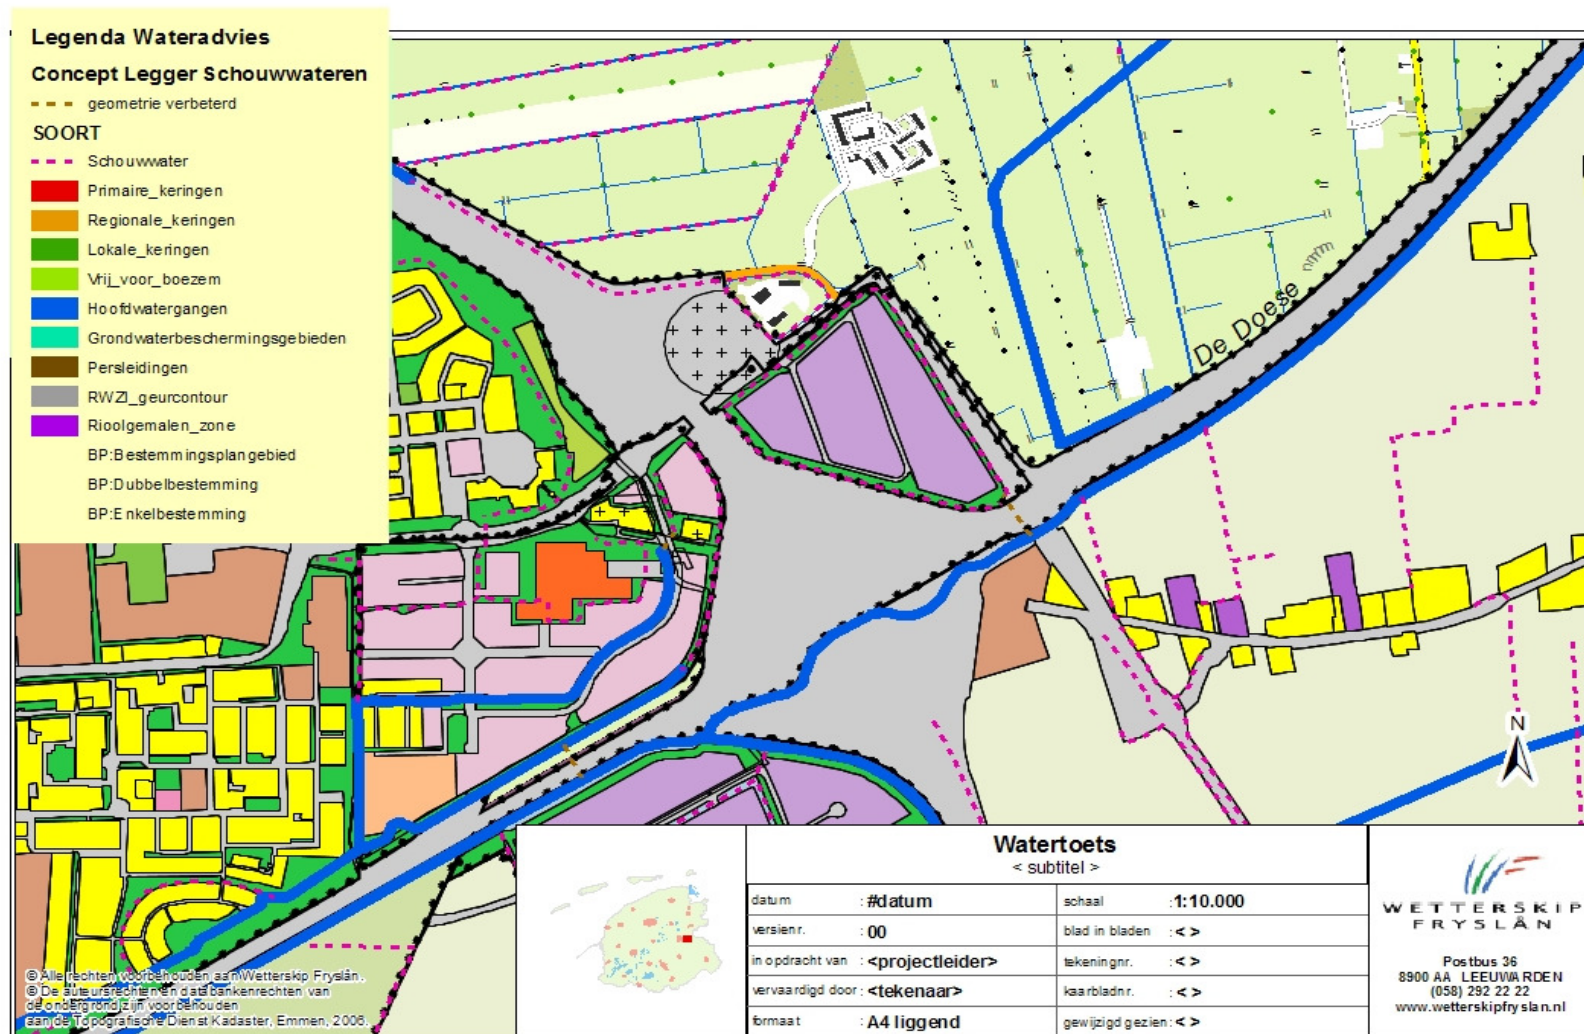 Legenda Wateradvies
Concept Legger Schouwwateren
geometrie verbeterd
SOORT
Schouwwater
Primaire_keringen
Regionale_keringen
Lokale_keringen
Vrij_voor_boezem
Hoofdwatergangen
Grondwaterbeschermingsgebieden
Persleidingen
RWZI_geurcontour
Rioolgemalen_zone
BP:Bestemmingsplangebied
BP:Dubbelbestemming
BP:Enkelbestemming
De Doese
N
© Alle rechten voorbehouden aan Wetterskip Fryslân.
© De auteursrechten en databankenrechten van
de ondergrond zijn voorbehouden
aan de Topografische Dienst Kadaster, Emmen, 2006.
Watertoets
< subtitel >
datum : #datum schaal : 1:10.000
versienr. : 00 blad in bladen : < >
in opdracht van : <projectleider> tekeningnr. : < >
vervaardigd door : <tekenaar> kaarbladnr. : < >
formaat : A4 liggend gewijzigd gezien : < >
WETTERSKIP
FRYSLÂN
Postbus 36
8900 AA LEEUWARDEN
(058) 292 22 22
www.wetterskipfryslan.nl